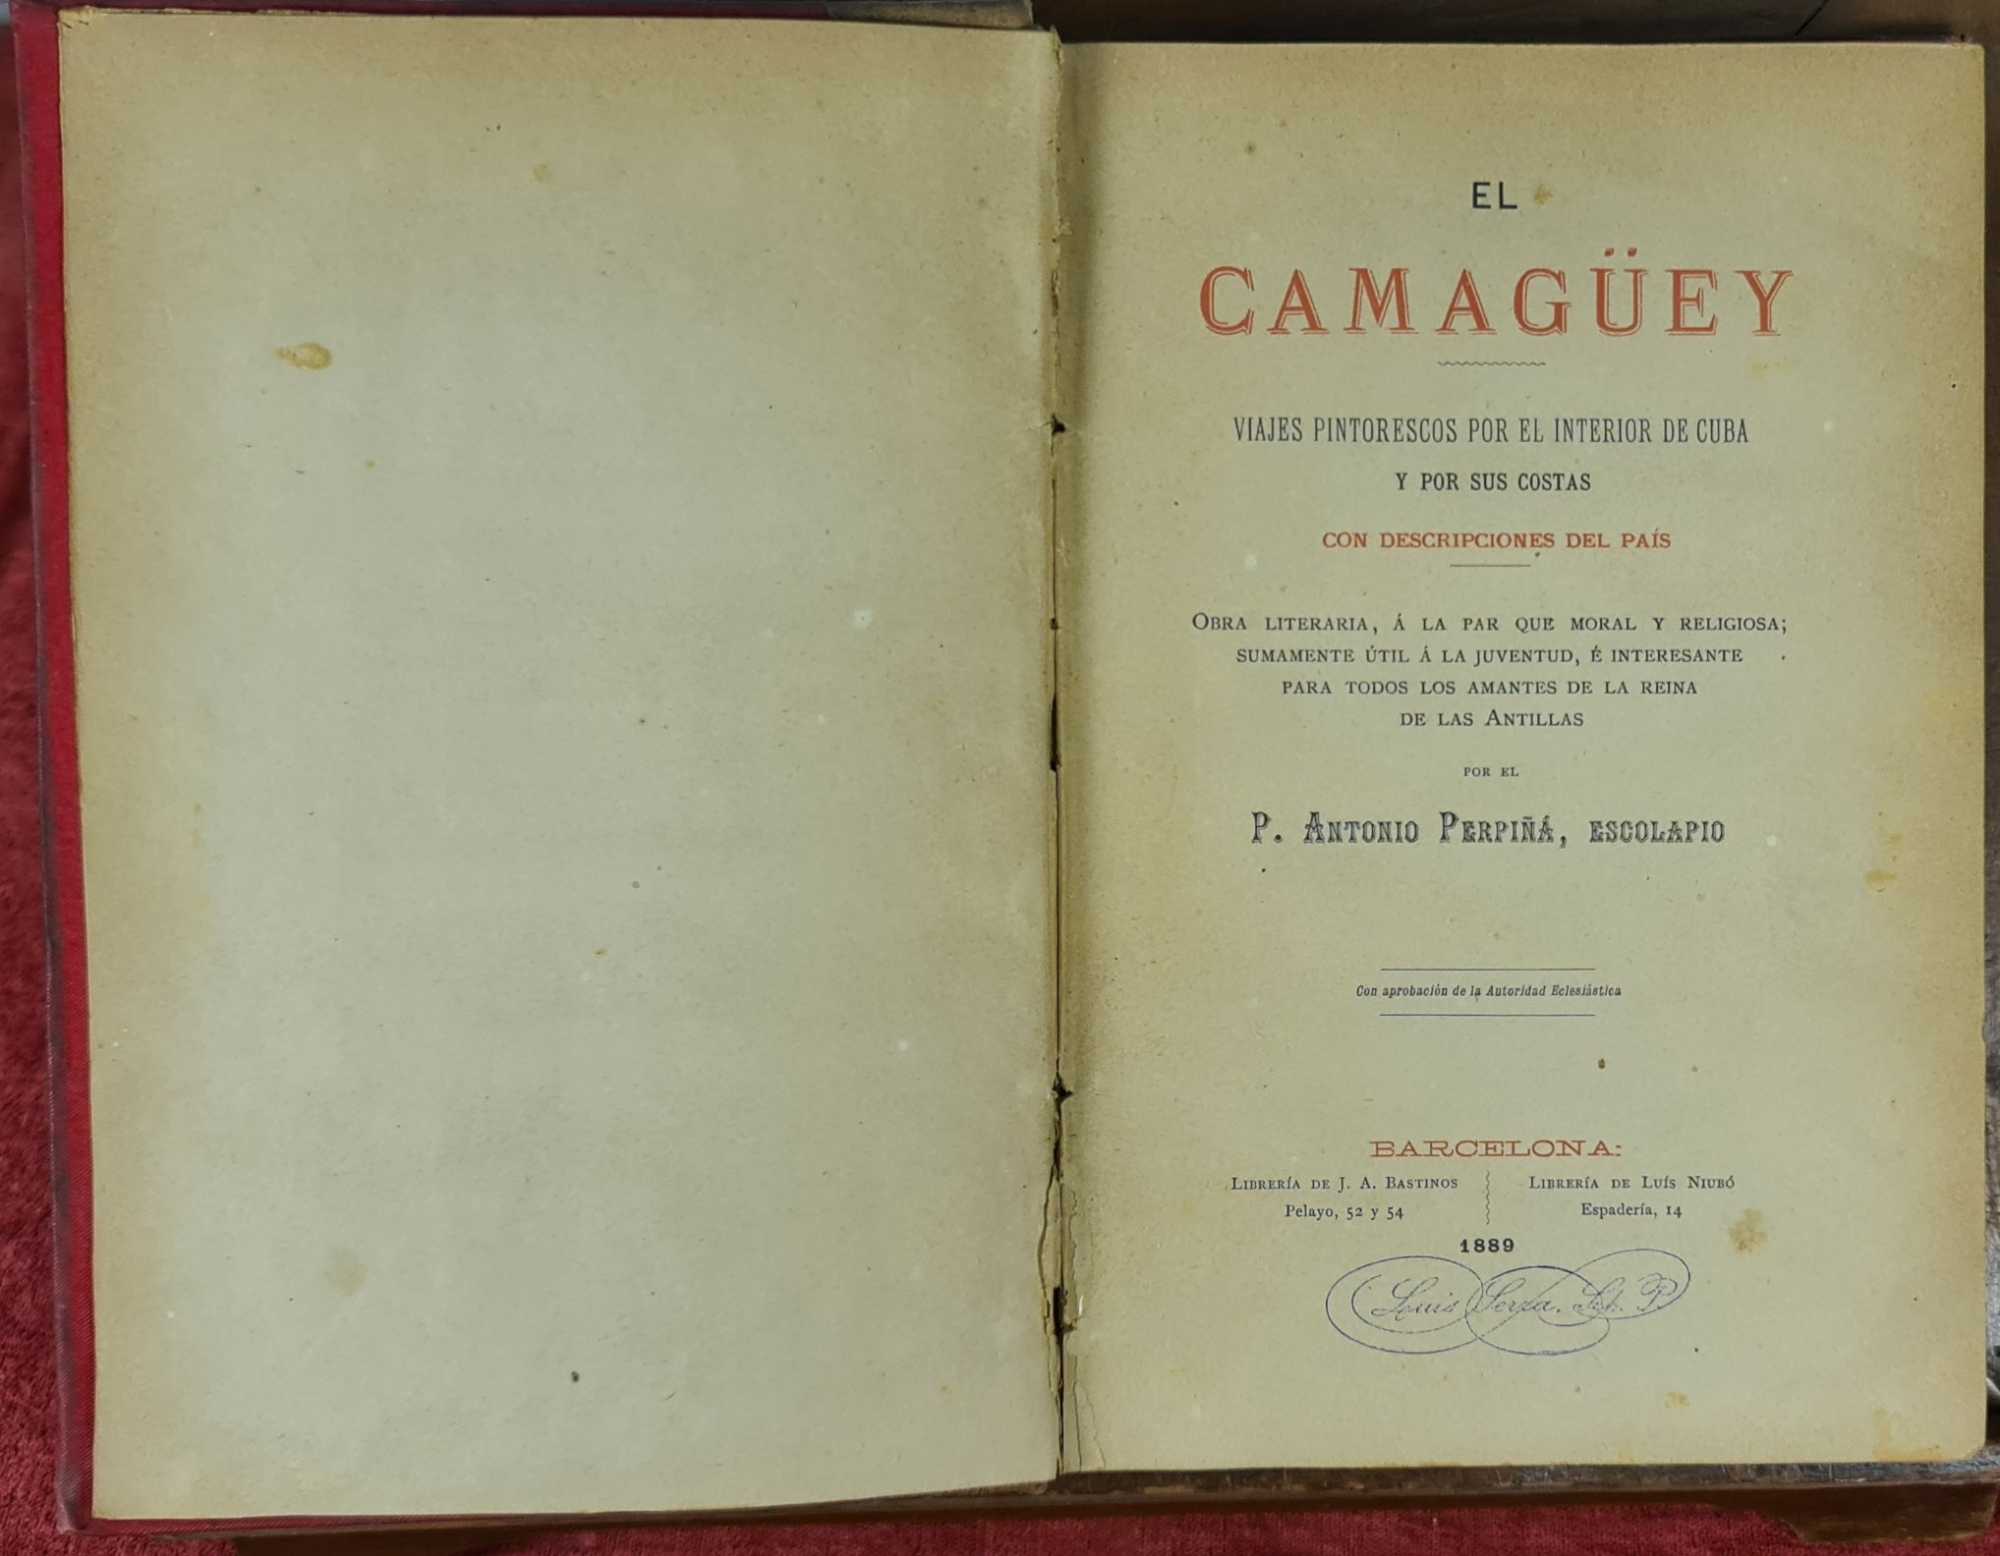 EL
CAMAGÜEY
VIAJES PINTORESCOS POR EL INTERIOR DE CUBA
Y POR SUS COSTAS
CON DESCRIPCIONES DEL PAÍS
OBRA LITERARIA, Á LA PAR QUE MORAL Y RELIGIOSA;
SUMAMENTE ÚTIL Á LA JUVENTUD, É INTERESANTE
PARA TODOS LOS AMANTES DE LA REINA
DE LAS ANTILLAS
POR EL
P. ANTONIO PERPIÑÁ, ESCOLAPIO
Con aprobación de la Autoridad Eclesiástica
BARCELONA:
LIBRERÍA DE J. A. BASTINOS
Pelayo, 52 y 54
LIBRERÍA DE LUÍS NIUBÓ
Espadería, 14
1889
Louis Sch. P.